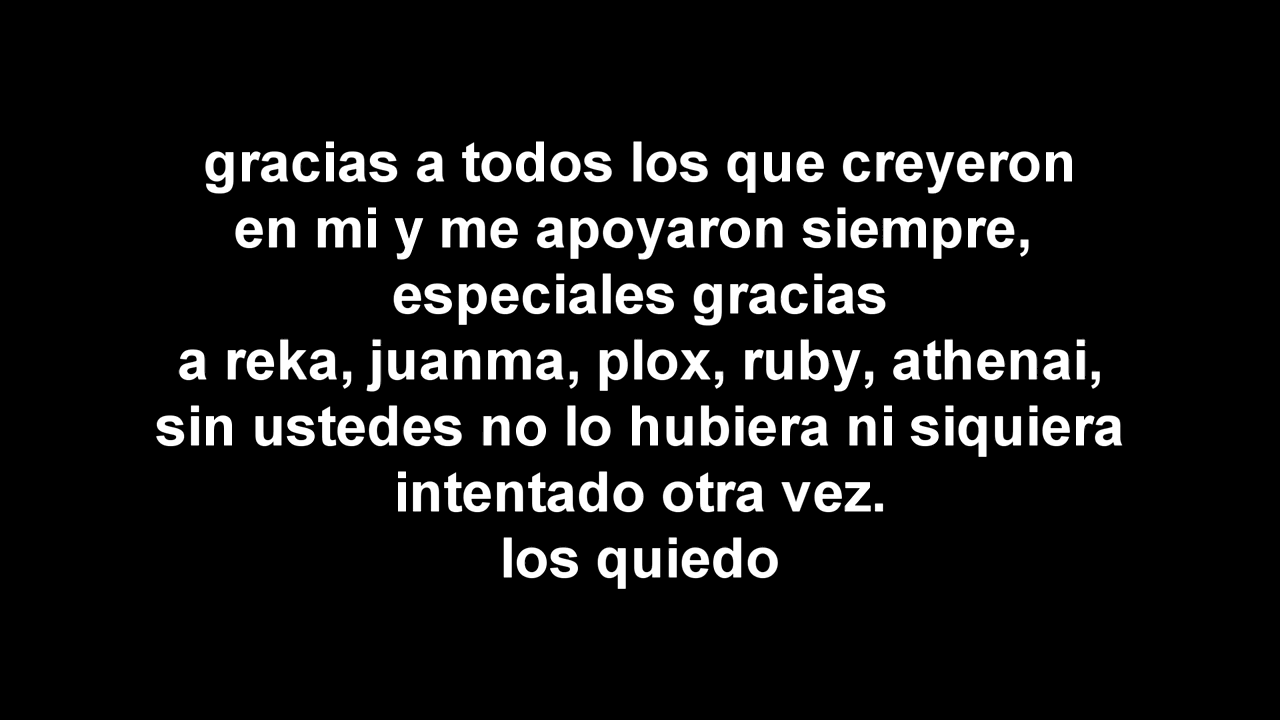 gracias a todos los que creyeron
en mi y me apoyaron siempre,
especiales gracias
a reka, juanma, plox, ruby, athenai,
sin ustedes no lo hubiera ni siquiera
intentado otra vez.
los quiedo